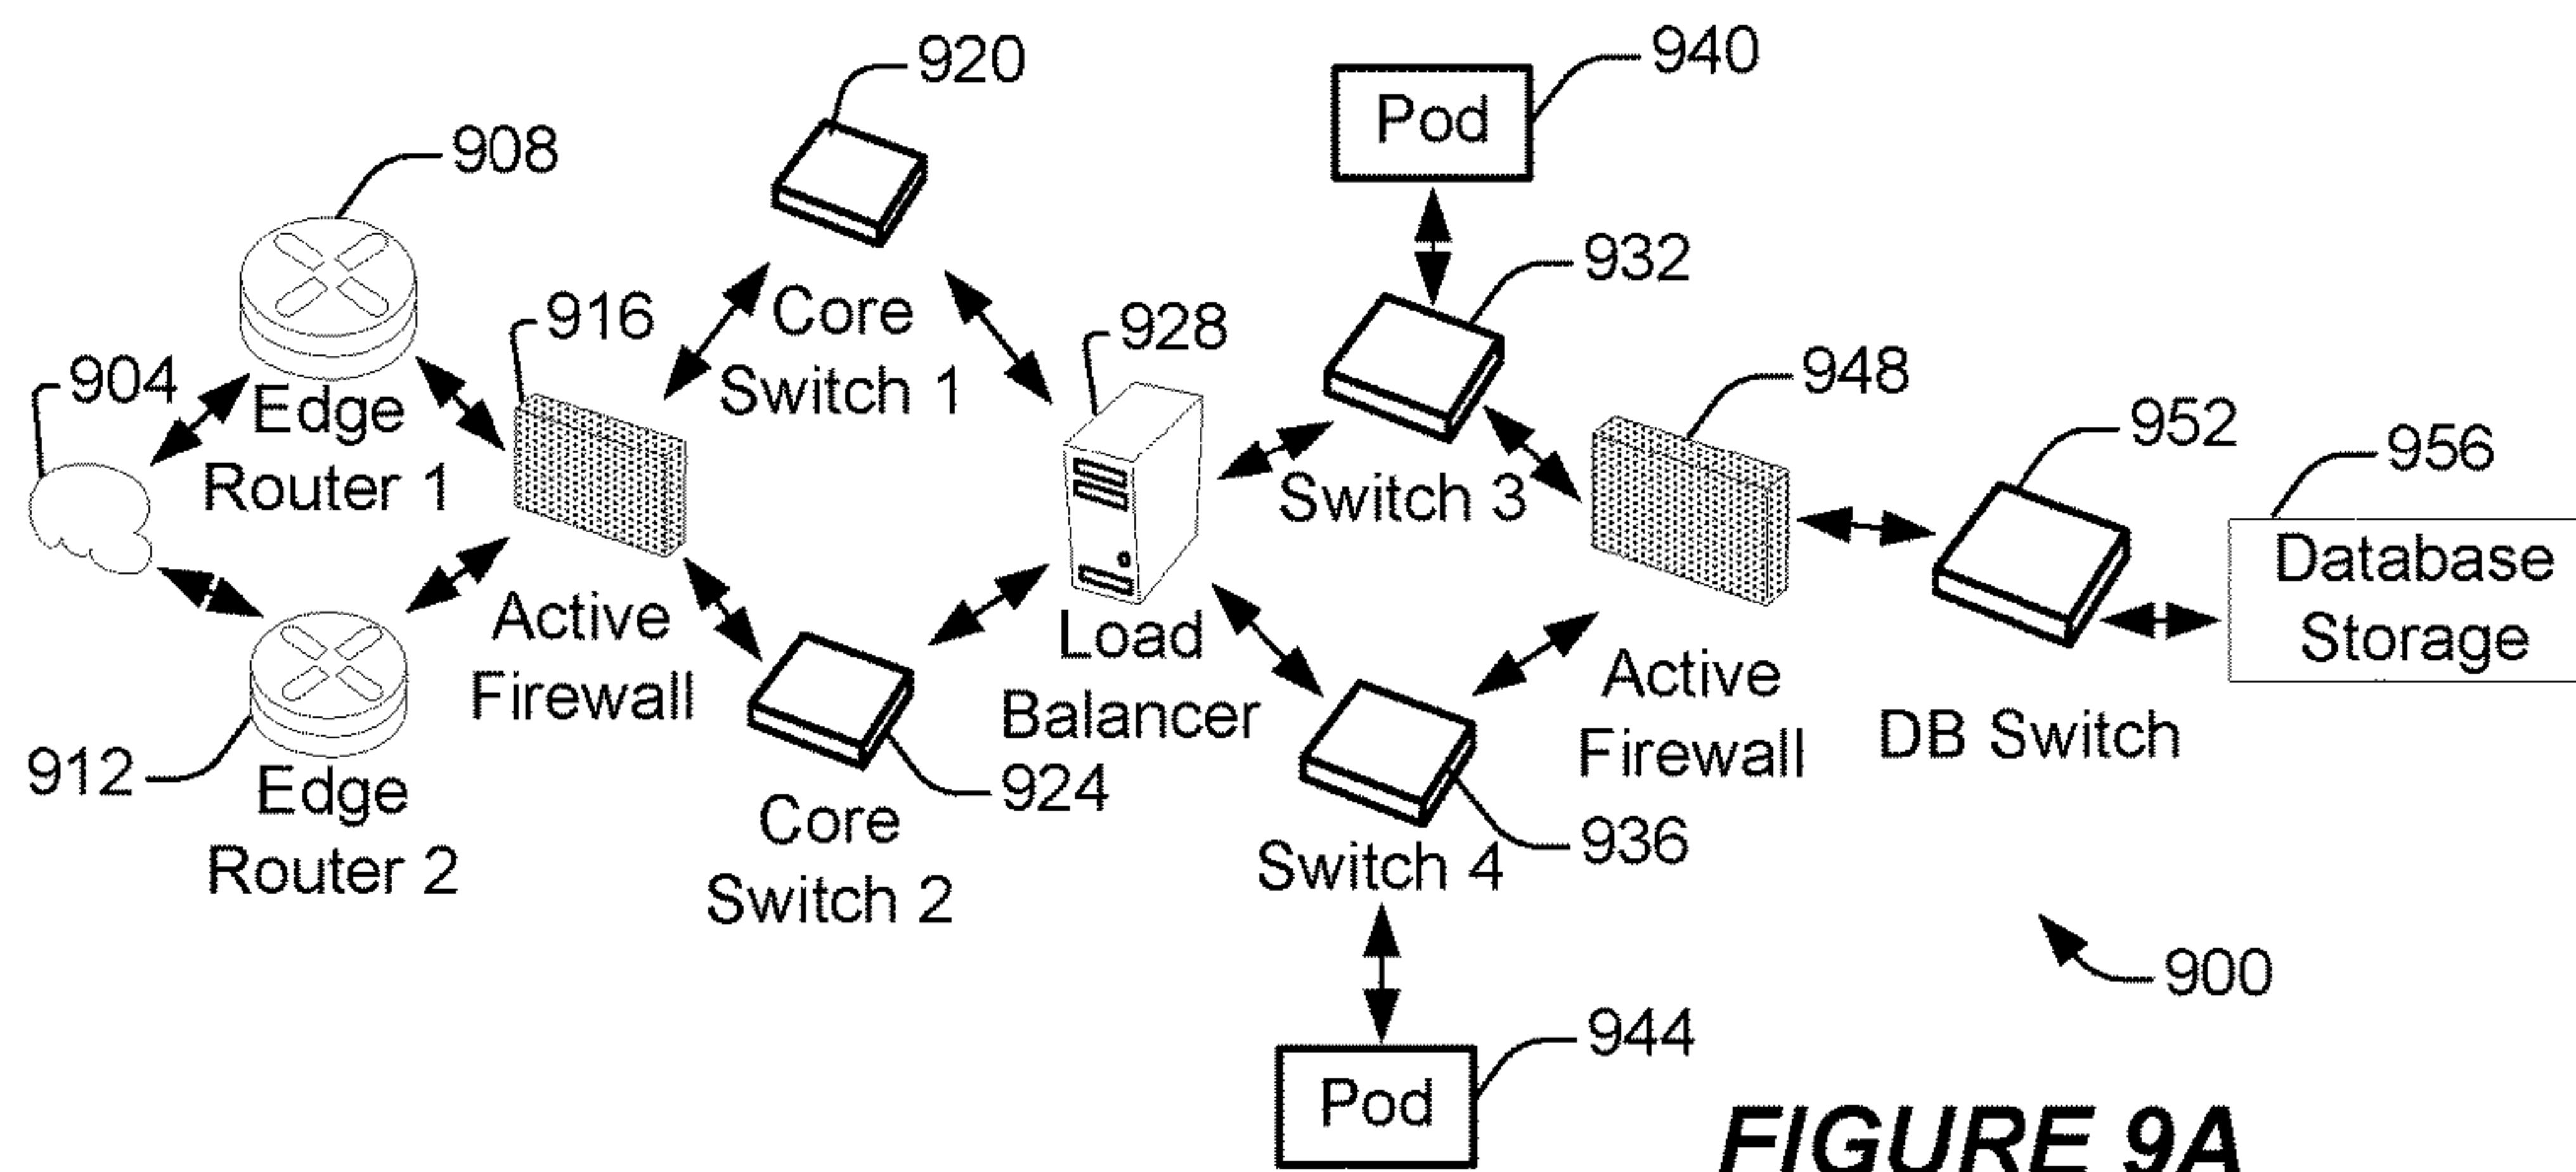 920
940
Pod
908
932
916
Core
Switch 1
928
948
904
Edge
Router 1
952
956
Switch 3
Database
Storage
Active
Firewall
Load
Balancer
Active
Firewall
DB Switch
912
Edge
Router 2
924
Core
Switch 2
936
Switch 4
900
944
Pod
FIGURE 9A